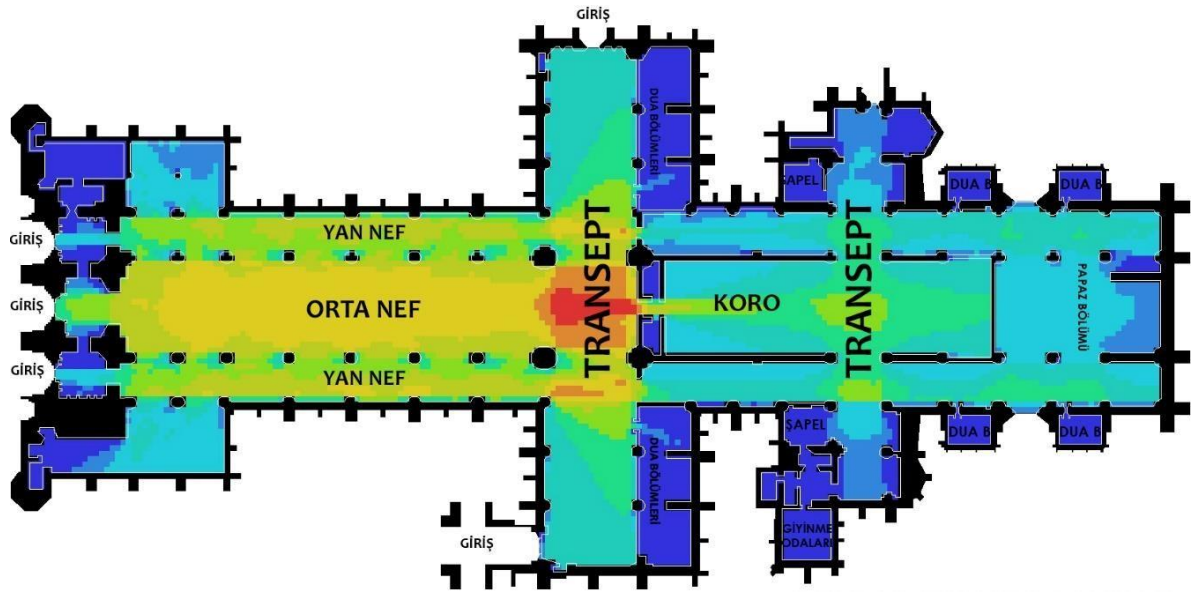 GİRİŞ
DUA BÖLÜMLERİ
ŞAPEL
DUA B
DUA B
GİRİŞ
YAN NEF
TRANSEPT
TRANSEPT
GİRİŞ
ORTA NEF
KORO
PAPAZ BÖLÜMÜ
GİRİŞ
YAN NEF
DUA BÖLÜMLERİ
ŞAPEL
DUA B
DUA B
GİRİŞ
GİYİNME
ODALARI